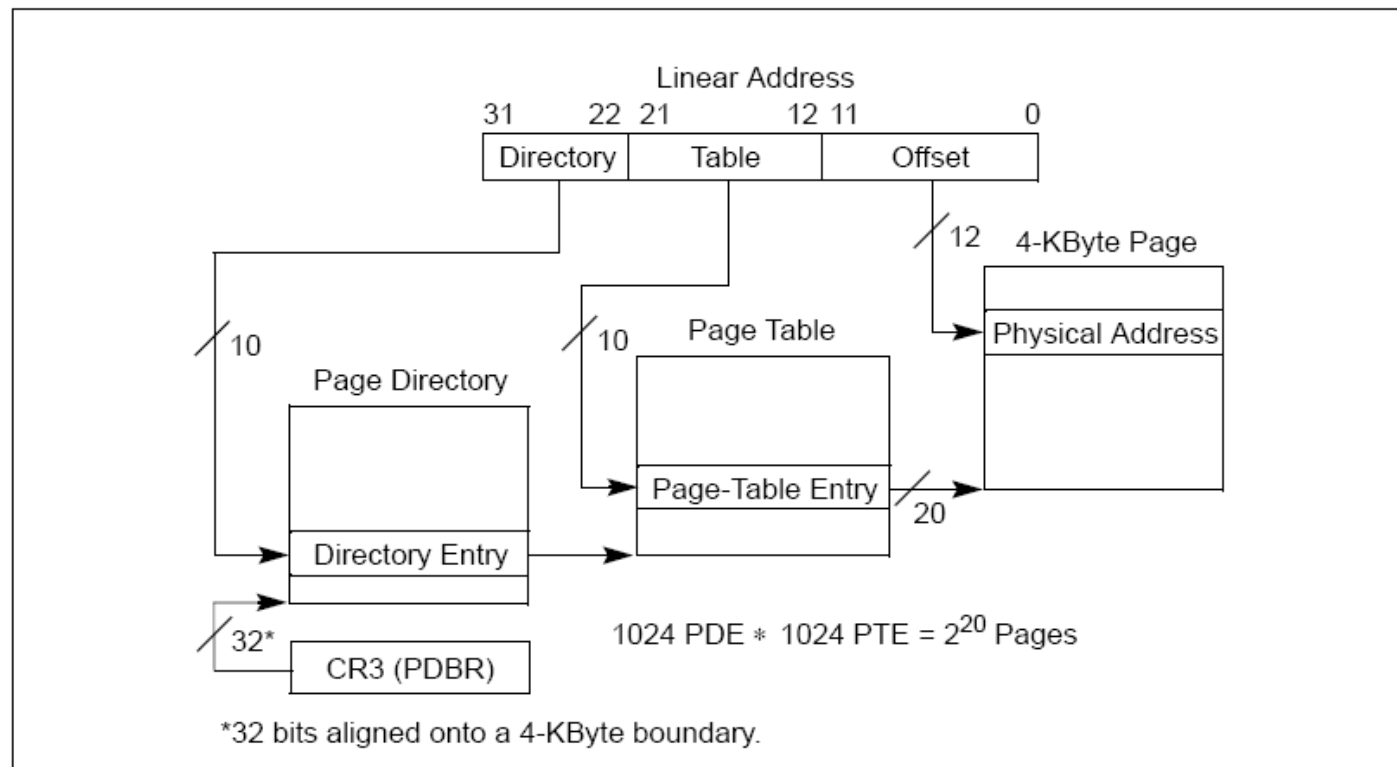 Linear Address
31 22 21 12 11 0
Directory Table Offset
12
4-KByte Page
Physical Address
10
10
Page Table
Page Directory
Page-Table Entry
20
Directory Entry
32*
1024 PDE * 1024 PTE = 2^20 Pages
CR3 (PDBR)
*32 bits aligned onto a 4-KByte boundary.